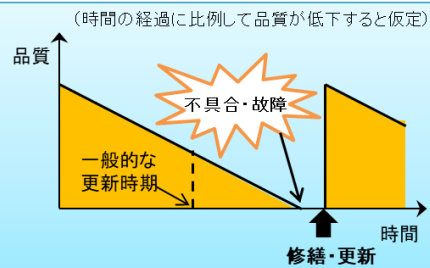 （時間の経過に比例して品質が低下すると仮定）
品質
不具合・故障
一般的な
更新時期
時間
修繕・更新